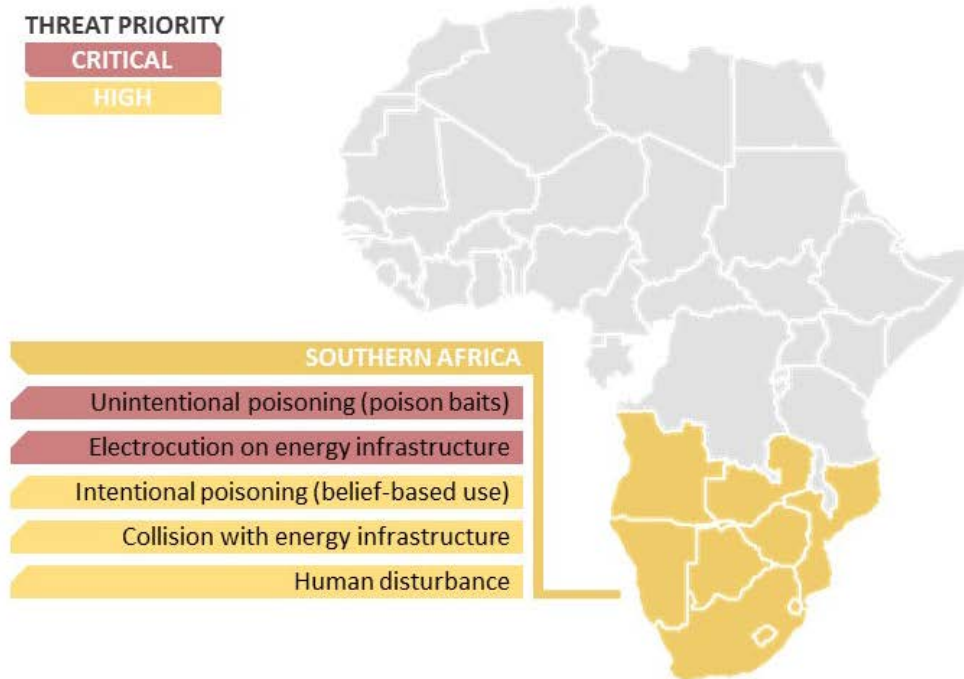 THREAT PRIORITY
CRITICAL
HIGH
SOUTHERN AFRICA
Unintentional poisoning (poison baits)
Electrocution on energy infrastructure
Intentional poisoning (belief-based use)
Collision with energy infrastructure
Human disturbance